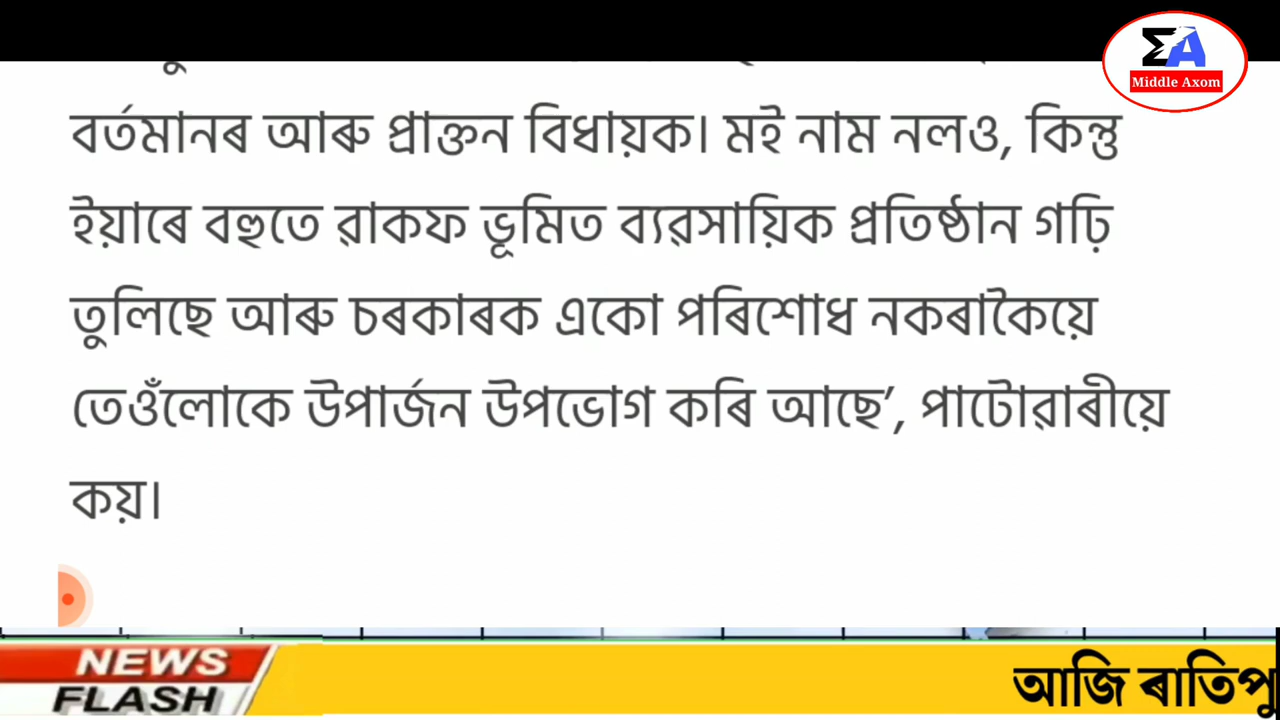 Middle Axom
বৰ্তমানৰ আৰু প্ৰাক্তন বিধায়ক। মই নাম নলওঁ, কিন্তু
ইয়াৰে বহুতে ৱাকফ ভূমিত ব্যৱসায়িক প্ৰতিষ্ঠান গঢ়ি
তুলিছে আৰু চৰকাৰক একো পৰিশোধ নকৰাকৈয়ে
তেওঁলোকে উপাৰ্জন উপভোগ কৰি আছে’, পাটোৱাৰীয়ে
কয়।
NEWS
FLASH
আজি ৰাতিপু